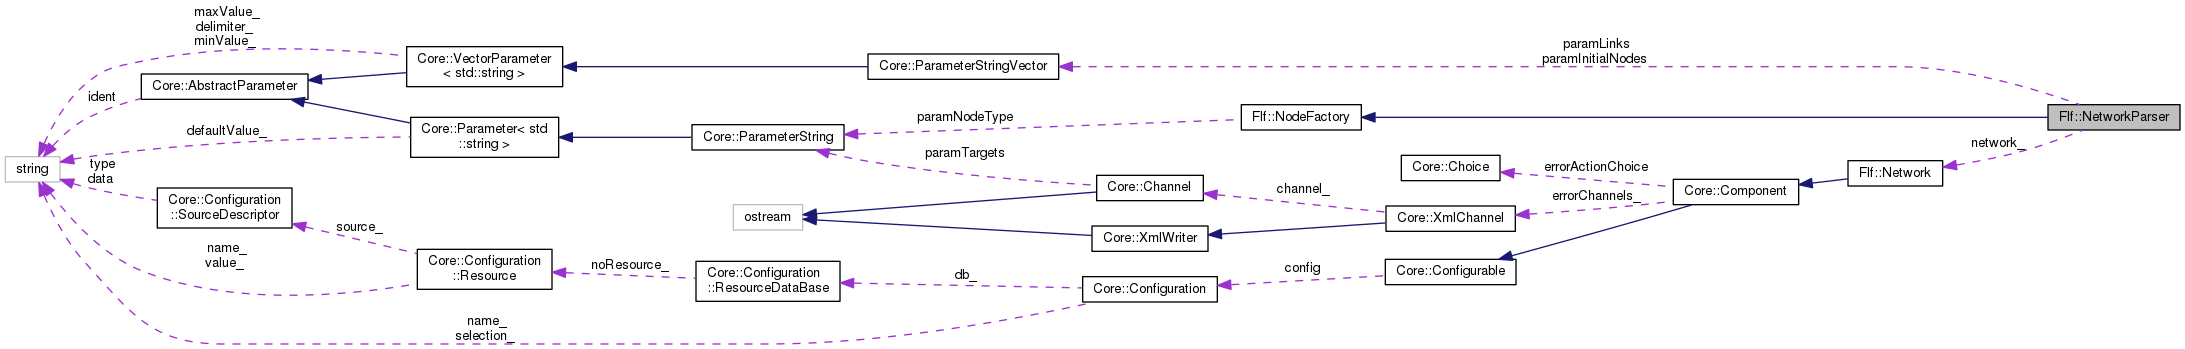 maxValue_
delimiter_
minValue_
paramLinks
paramInitialNodes
Core::VectorParameter
< std::string >
Core::ParameterStringVector
Core::AbstractParameter
ident
paramNodeType
Flf::NodeFactory
Flf::NetworkParser
defaultValue_
Core::Parameter< std
::string >
Core::ParameterString
network_
paramTargets
type
data
string
Core::Choice
errorActionChoice
Flf::Network
Core::Configuration
::SourceDescriptor
Core::Channel
channel_
Core::Component
errorChannels_
ostream
Core::XmlChannel
source_
Core::XmlWriter
name_
value_
Core::Configuration
::Resource
noResource_
Core::Configuration
::ResourceDataBase
db_
Core::Configuration
config
Core::Configurable
name_
selection_